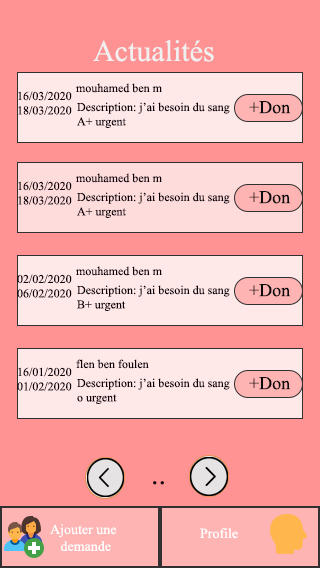 Actualités
16/03/2020
18/03/2020
mouhamed ben m
Description: j’ai besoin du sang
A+ urgent
+Don
16/03/2020
18/03/2020
mouhamed ben m
Description: j’ai besoin du sang
A+ urgent
+Don
02/02/2020
06/02/2020
mouhamed ben m
Description: j’ai besoin du sang
B+ urgent
+Don
16/01/2020
01/02/2020
flen ben foulen
Description: j’ai besoin du sang
o urgent
+Don
..
Ajouter une
demande
Profile